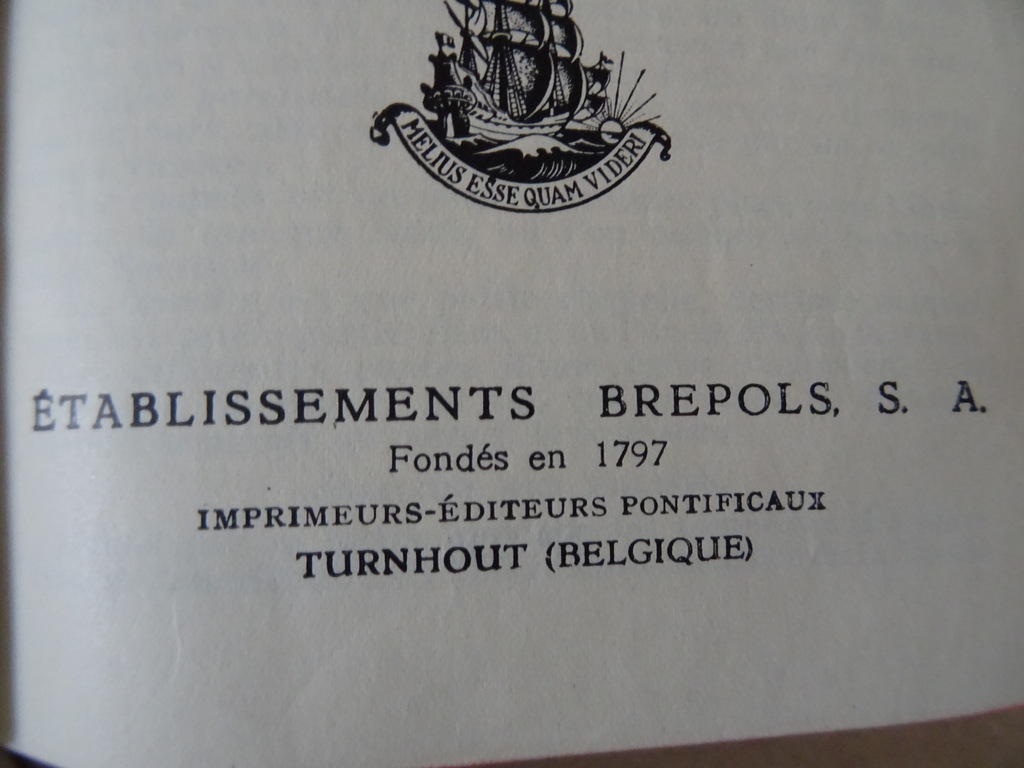 MELIUS ESSE QUAM VIDERI
ÉTABLISSEMENTS BREPOLS, S. A.
Fondés en 1797
IMPRIMEURS-ÉDITEURS PONTIFICAUX
TURNHOUT (BELGIQUE)